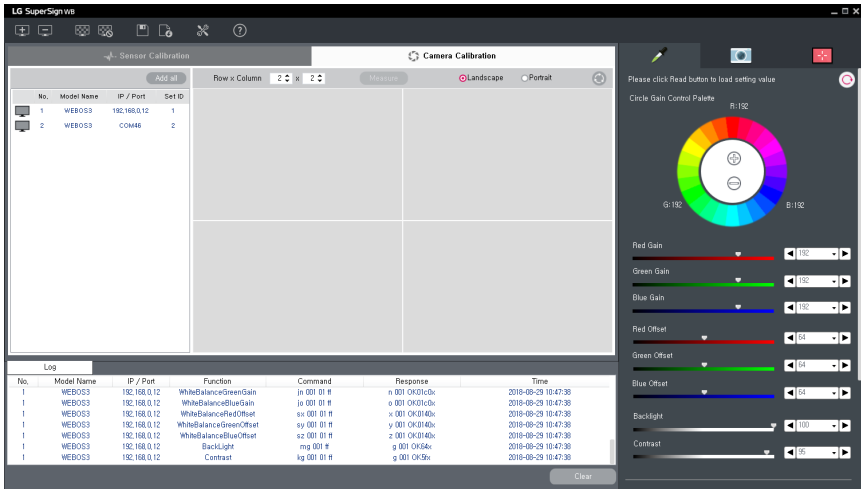 LG SuperSign WB
Sensor Calibration
Camera Calibration
Add all
Row x Column 2 x 2 Measure Landscape Portrait
No. Model Name IP / Port Set ID
1 WEBOS3 192,168,0,12 1
2 WEBOS3 COM46 2
Please click Read button to load setting value
Circle Gain Control Palette
R:192
G:192
B:192
Red Gain
192
Green Gain
192
Blue Gain
192
Red Offset
64
Green Offset
64
Blue Offset
64
Backlight
100
Contrast
95
Log
No. Model Name IP / Port Function Command Response Time
1 WEBOS3 192,168,0,12 WhiteBalanceGreenGain jn 001 01 ff n 001 OK01c0x 2018-08-29 10:47:38
1 WEBOS3 192,168,0,12 WhiteBalanceBlueGain jo 001 01 ff o 001 OK01c0x 2018-08-29 10:47:38
1 WEBOS3 192,168,0,12 WhiteBalanceRedOffset sx 001 01 ff x 001 OK0140x 2018-08-29 10:47:38
1 WEBOS3 192,168,0,12 WhiteBalanceGreenOffset sy 001 01 ff y 001 OK0140x 2018-08-29 10:47:38
1 WEBOS3 192,168,0,12 WhiteBalanceBlueOffset sz 001 01 ff z 001 OK0140x 2018-08-29 10:47:38
1 WEBOS3 192,168,0,12 BackLight mg 001 ff g 001 OK64x 2018-08-29 10:47:38
1 WEBOS3 192,168,0,12 Contrast kg 001 01 ff g 001 OK5fx 2018-08-29 10:47:38
Clear